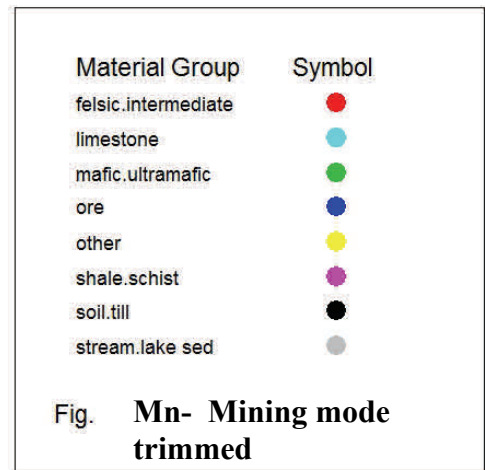 Material Group Symbol
felsic.intermediate
limestone
mafic.ultramafic
ore
other
shale.schist
soil.till
stream.lake sed
Fig. Mn- Mining mode
trimmed